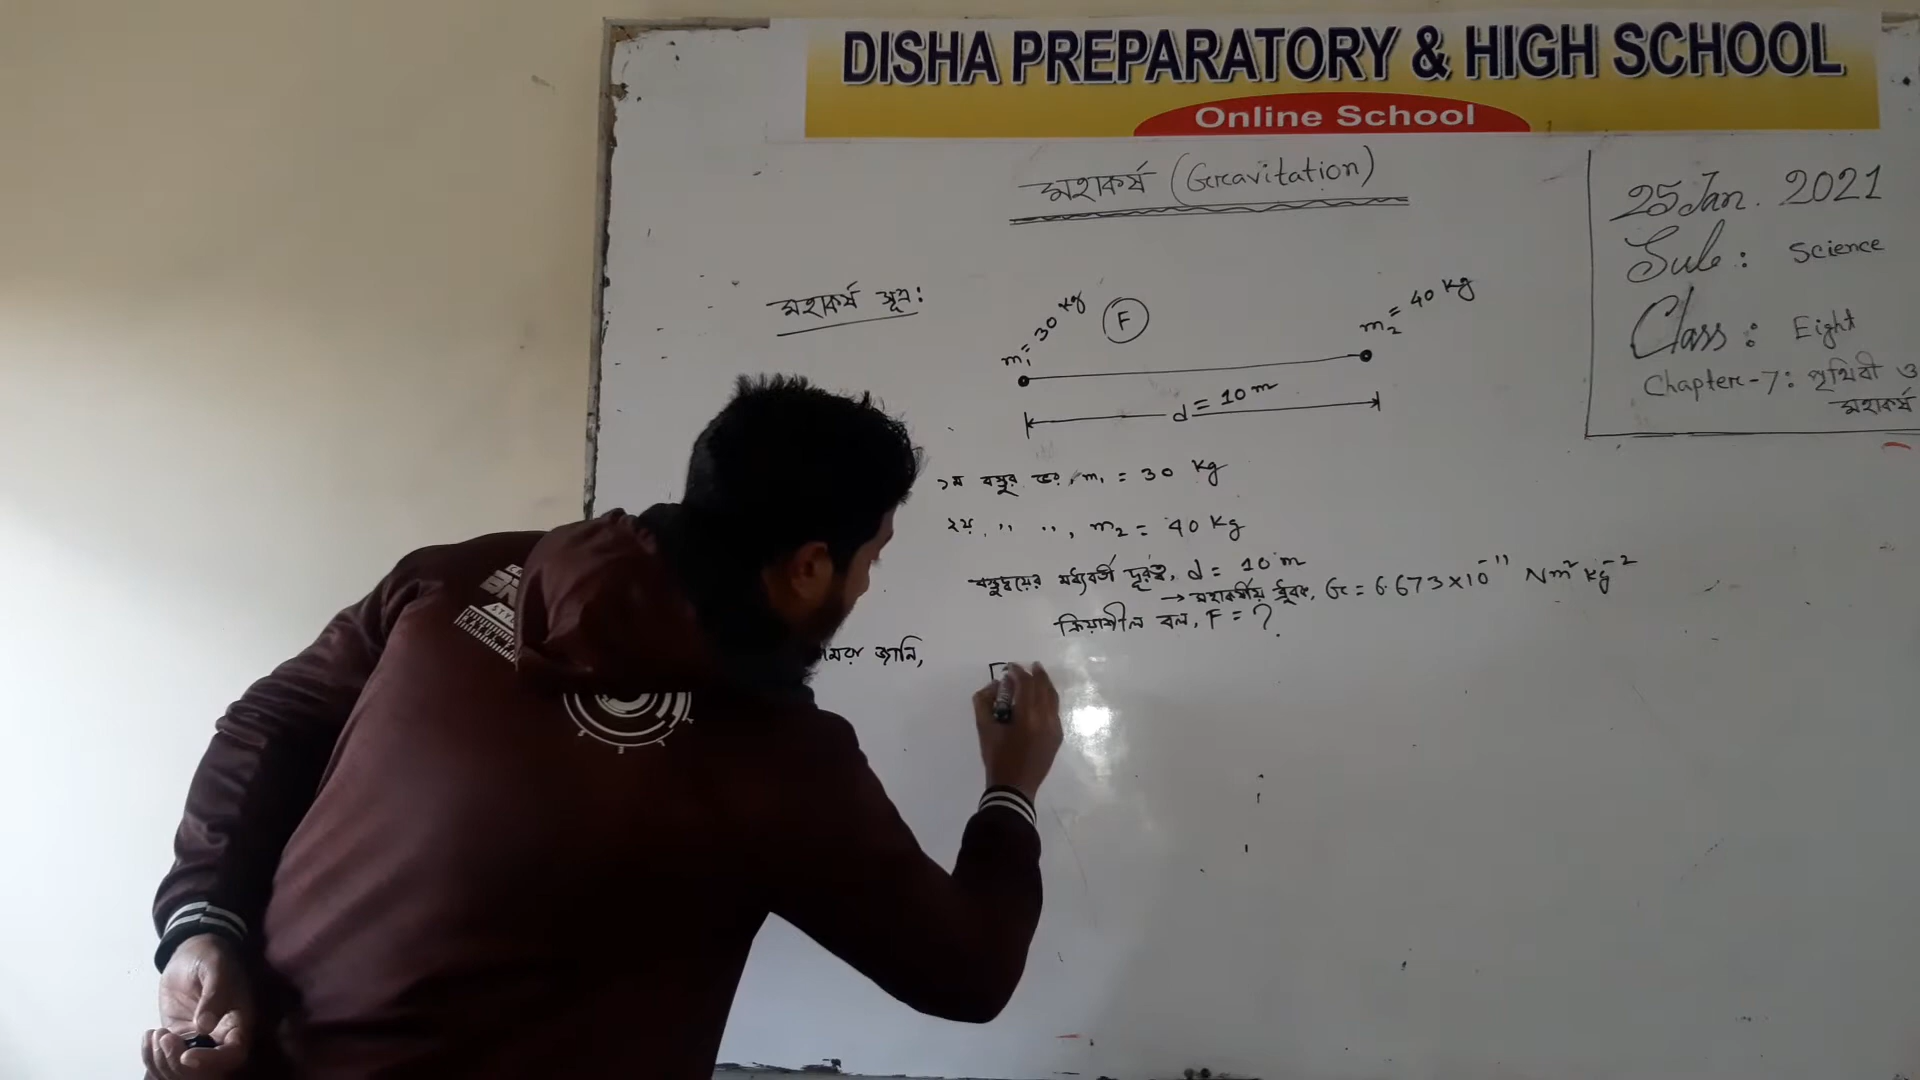 DISHA PREPARATORY & HIGH SCHOOL
Online School
মহাকর্ষ (Gravitation)
25 Jan. 2021
Sub: Science
Class: Eight
Chapter-7: পৃথিবী ও
মহাকর্ষ
মহাকর্ষ সূত্র:
m₁ = 30 kg
F
m₂ = 40 kg
d = 10 m
১ম বস্তুর ভর, m₁ = 30 kg
২য় " ", m₂ = 40 kg
বস্তুদ্বয়ের মধ্যবর্তী দূরত্ব, d = 10 m
→ মহাকর্ষীয় ধ্রুবক, G = 6.673×10⁻¹¹ Nm² kg⁻²
ক্রিয়াশীল বল, F = ?
জানি,